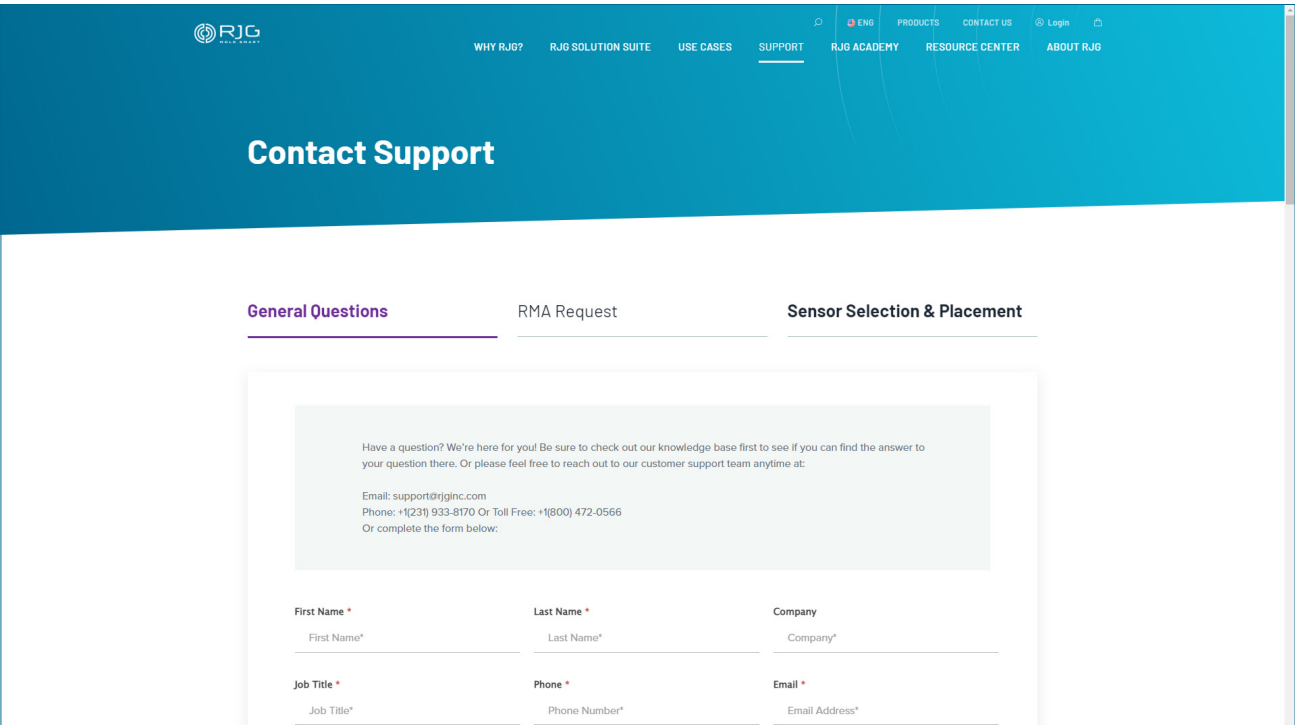 ENG PRODUCTS CONTACT US Login
RJG
MOLD SMART
WHY RJG? RJG SOLUTION SUITE USE CASES SUPPORT RJG ACADEMY RESOURCE CENTER ABOUT RJG
Contact Support
General Questions RMA Request Sensor Selection & Placement
Have a question? We're here for you! Be sure to check out our knowledge base first to see if you can find the answer to
your question there. Or please feel free to reach out to our customer support team anytime at:
Email: support@rjginc.com
Phone: +1(231) 933-8170 Or Toll Free: +1(800) 472-0566
Or complete the form below:
First Name * Last Name * Company
First Name* Last Name* Company*
Job Title * Phone * Email *
Job Title* Phone Number* Email Address*